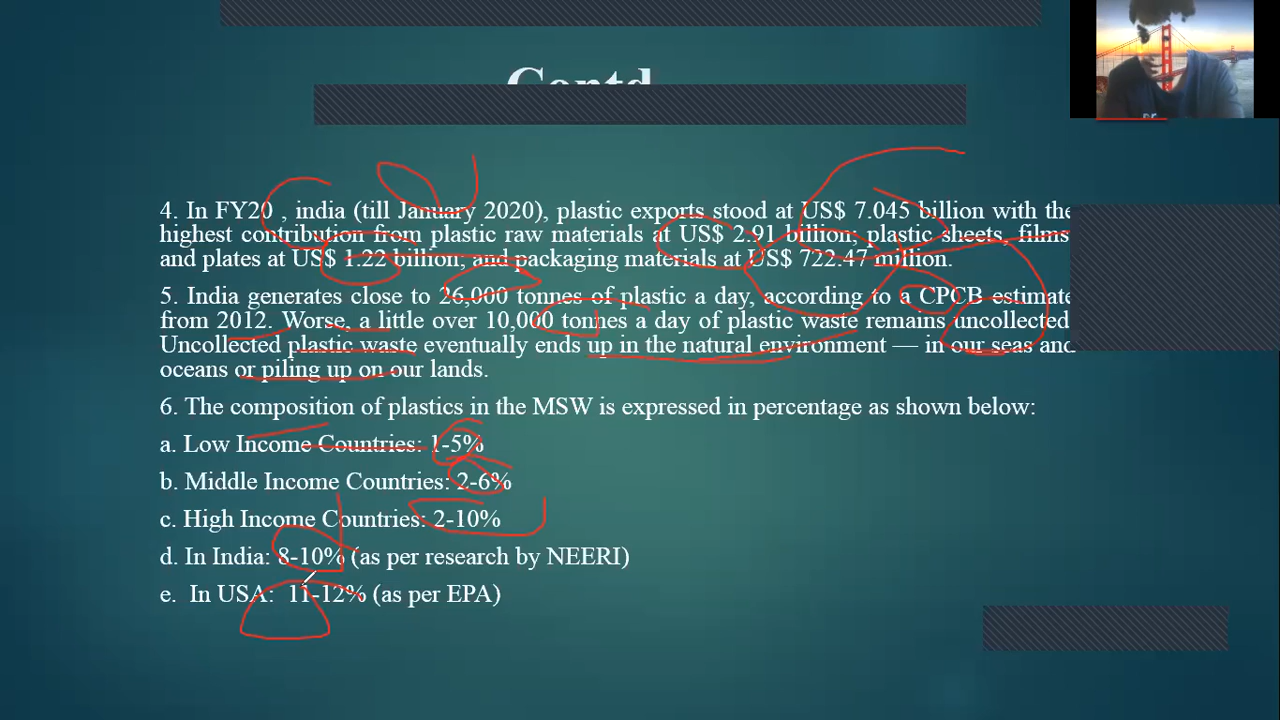 Contd
4. In FY20 , india (till January 2020), plastic exports stood at US$ 7.045 billion with the
highest contribution from plastic raw materials at US$ 2.91 billion; plastic sheets, films
and plates at US$ 1.22 billion; and packaging materials at US$ 722.47 million.
5. India generates close to 26,000 tonnes of plastic a day, according to a CPCB estimate
from 2012. Worse, a little over 10,000 tonnes a day of plastic waste remains uncollected
Uncollected plastic waste eventually ends up in the natural environment — in our seas and
oceans or piling up on our lands.
6. The composition of plastics in the MSW is expressed in percentage as shown below:
a. Low Income Countries: 1-5%
b. Middle Income Countries: 2-6%
c. High Income Countries: 2-10%
d. In India: 8-10% (as per research by NEERI)
e. In USA: 11-12% (as per EPA)